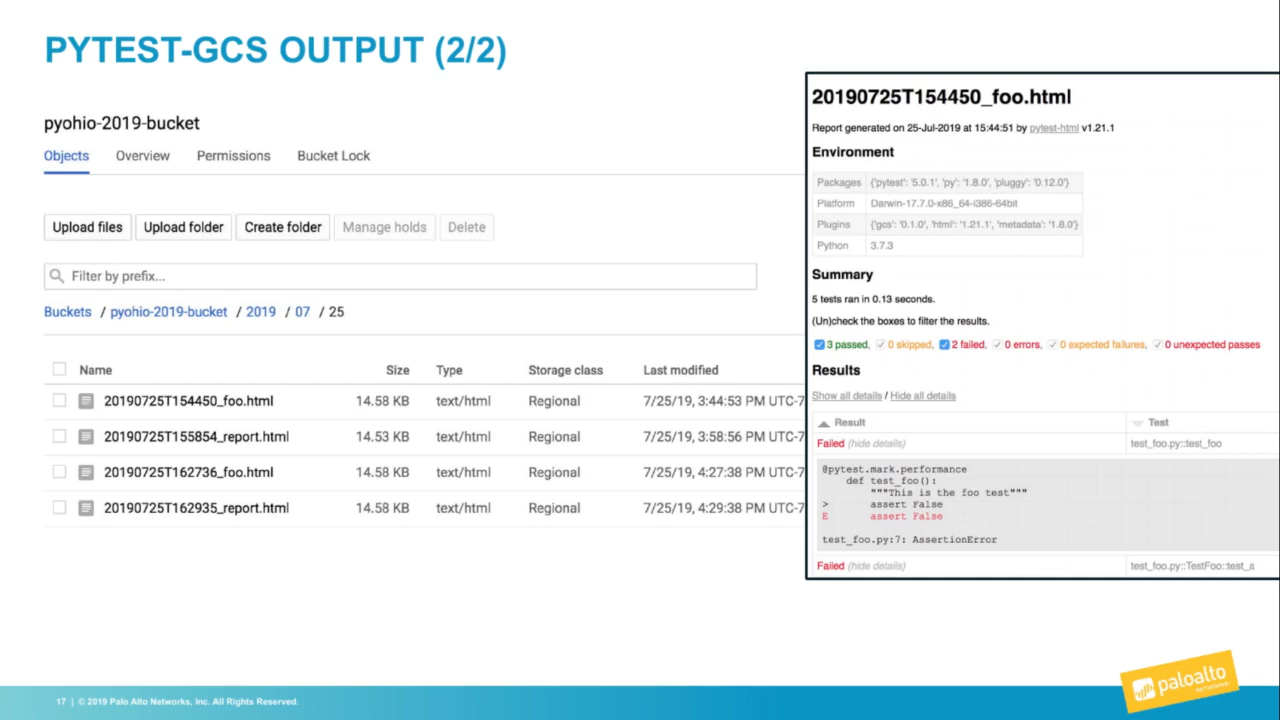 PYTEST-GCS OUTPUT (2/2)
pyohio-2019-bucket
Objects Overview Permissions Bucket Lock
Upload files Upload folder Create folder Manage holds Delete
Filter by prefix...
Buckets / pyohio-2019-bucket / 2019 / 07 / 25
Name Size Type Storage class Last modified
20190725T154450_foo.html 14.58 KB text/html Regional 7/25/19, 3:44:53 PM UTC-7
20190725T155854_report.html 14.53 KB text/html Regional 7/25/19, 3:58:56 PM UTC-7
20190725T162736_foo.html 14.58 KB text/html Regional 7/25/19, 4:27:38 PM UTC-7
20190725T162935_report.html 14.58 KB text/html Regional 7/25/19, 4:29:38 PM UTC-7
20190725T154450_foo.html
Report generated on 25-Jul-2019 at 15:44:51 by pytest-html v1.21.1
Environment
Packages {'pytest': '5.0.1', 'py': '1.8.0', 'pluggy': '0.12.0'}
Platform Darwin-17.7.0-x86_64-i386-64bit
Plugins {'gcs': '0.1.0', 'html': '1.21.1', 'metadata': '1.8.0'}
Python 3.7.3
Summary
5 tests ran in 0.13 seconds.
(Un)check the boxes to filter the results.
3 passed, 0 skipped, 2 failed, 0 errors, 0 expected failures, 0 unexpected passes
Results
Show all details / Hide all details
Result Test
Failed (hide details) test_foo.py::test_foo
@pytest.mark.performance
def test_foo():
"""This is the foo test"""
> assert False
E assert False
test_foo.py:7: AssertionError
Failed (hide details) test_foo.py::TestFoo::test_a
17 | © 2019 Palo Alto Networks, Inc. All Rights Reserved.
paloalto
NETWORKS